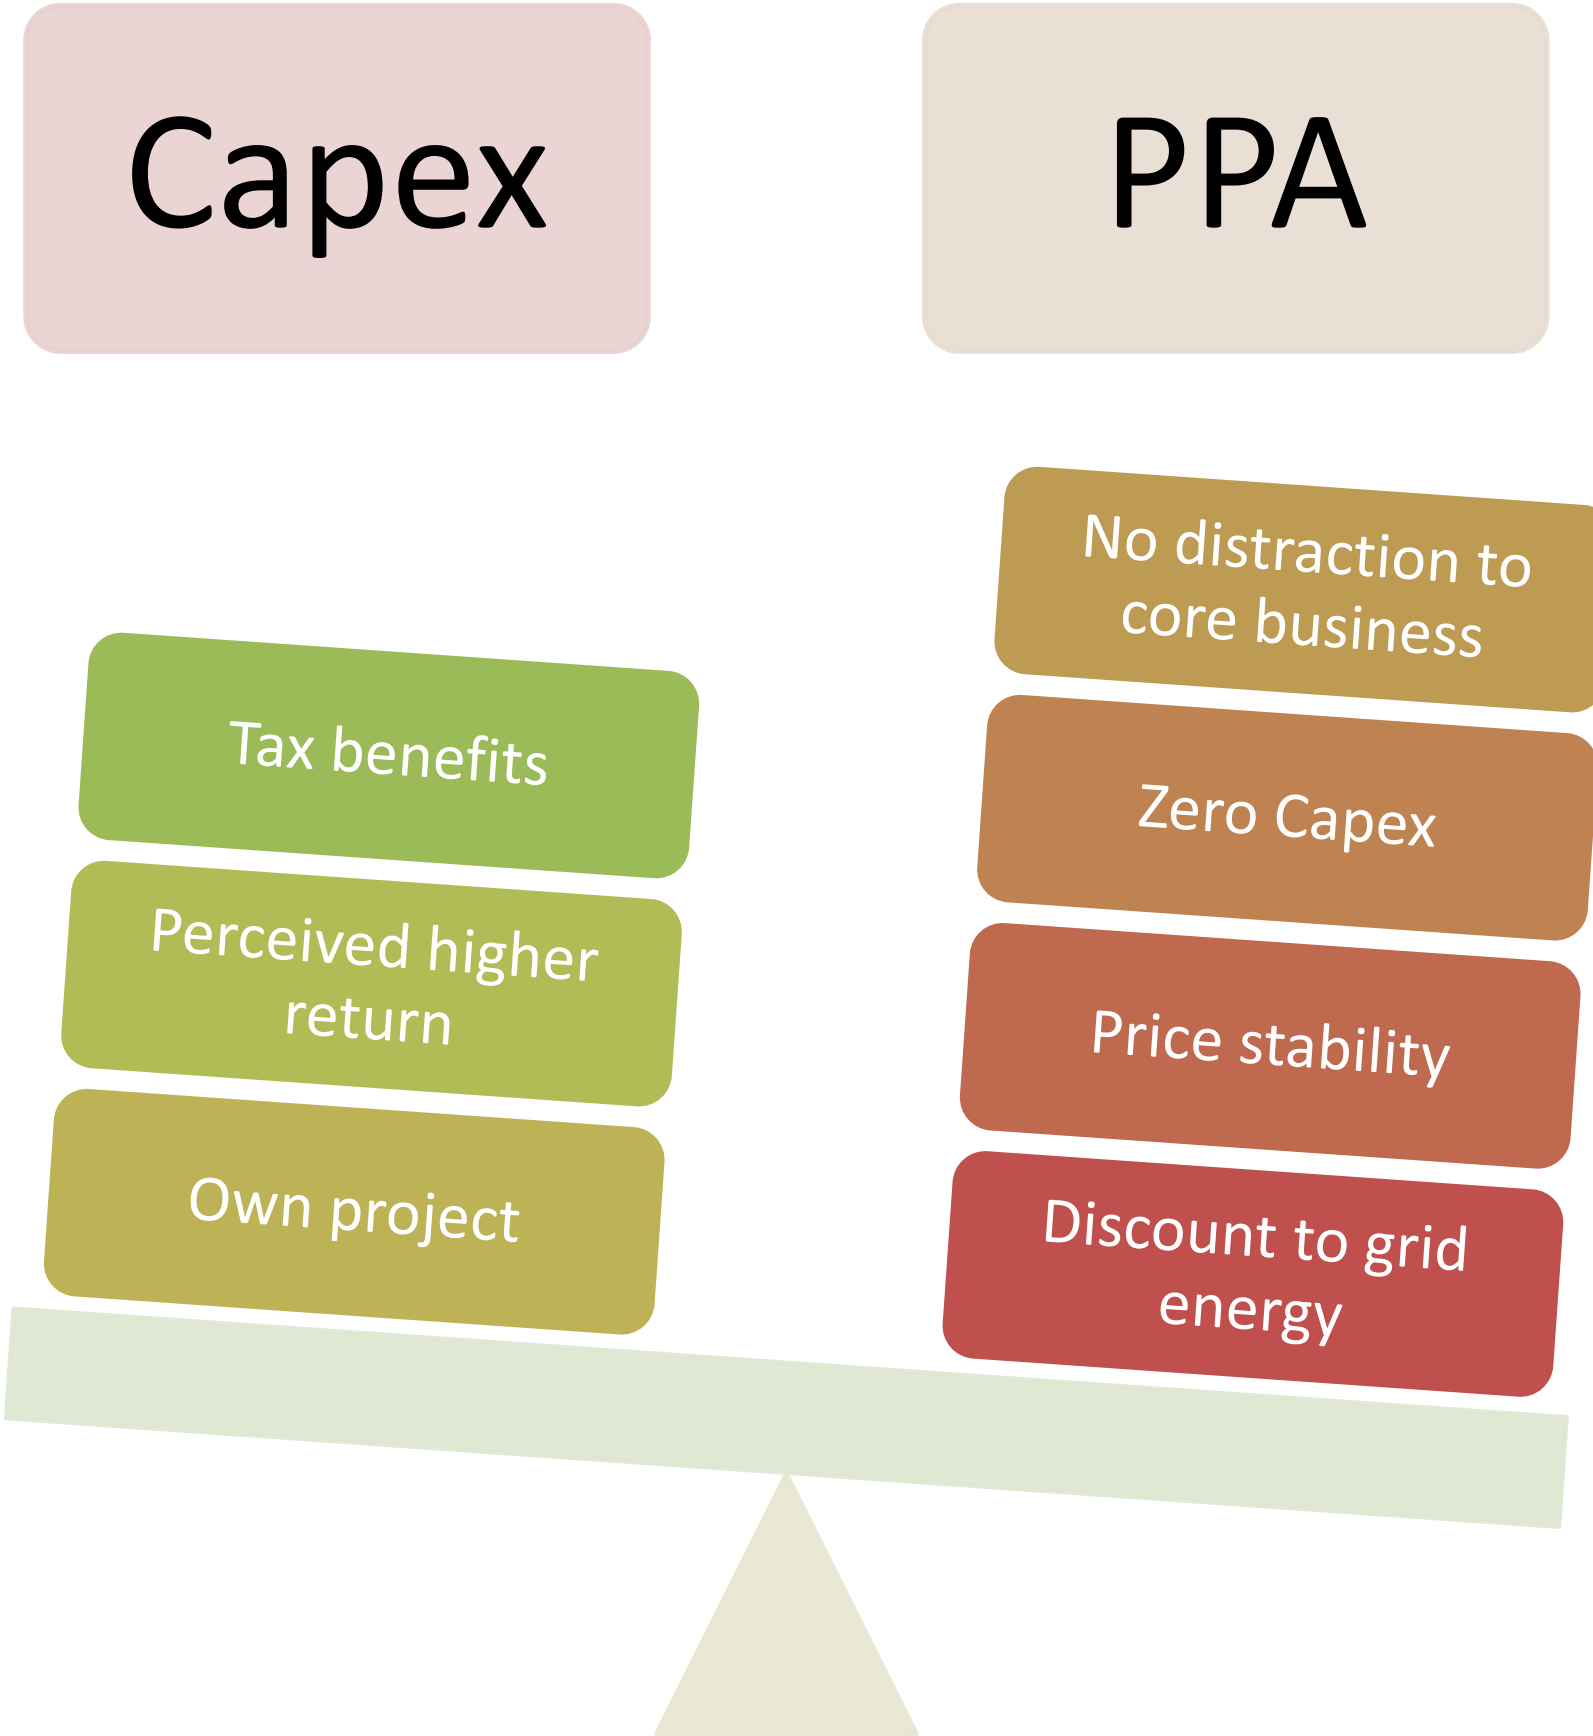 Capex
PPA
Tax benefits
Perceived higher
return
Own project
No distraction to
core business
Zero Capex
Price stability
Discount to grid
energy